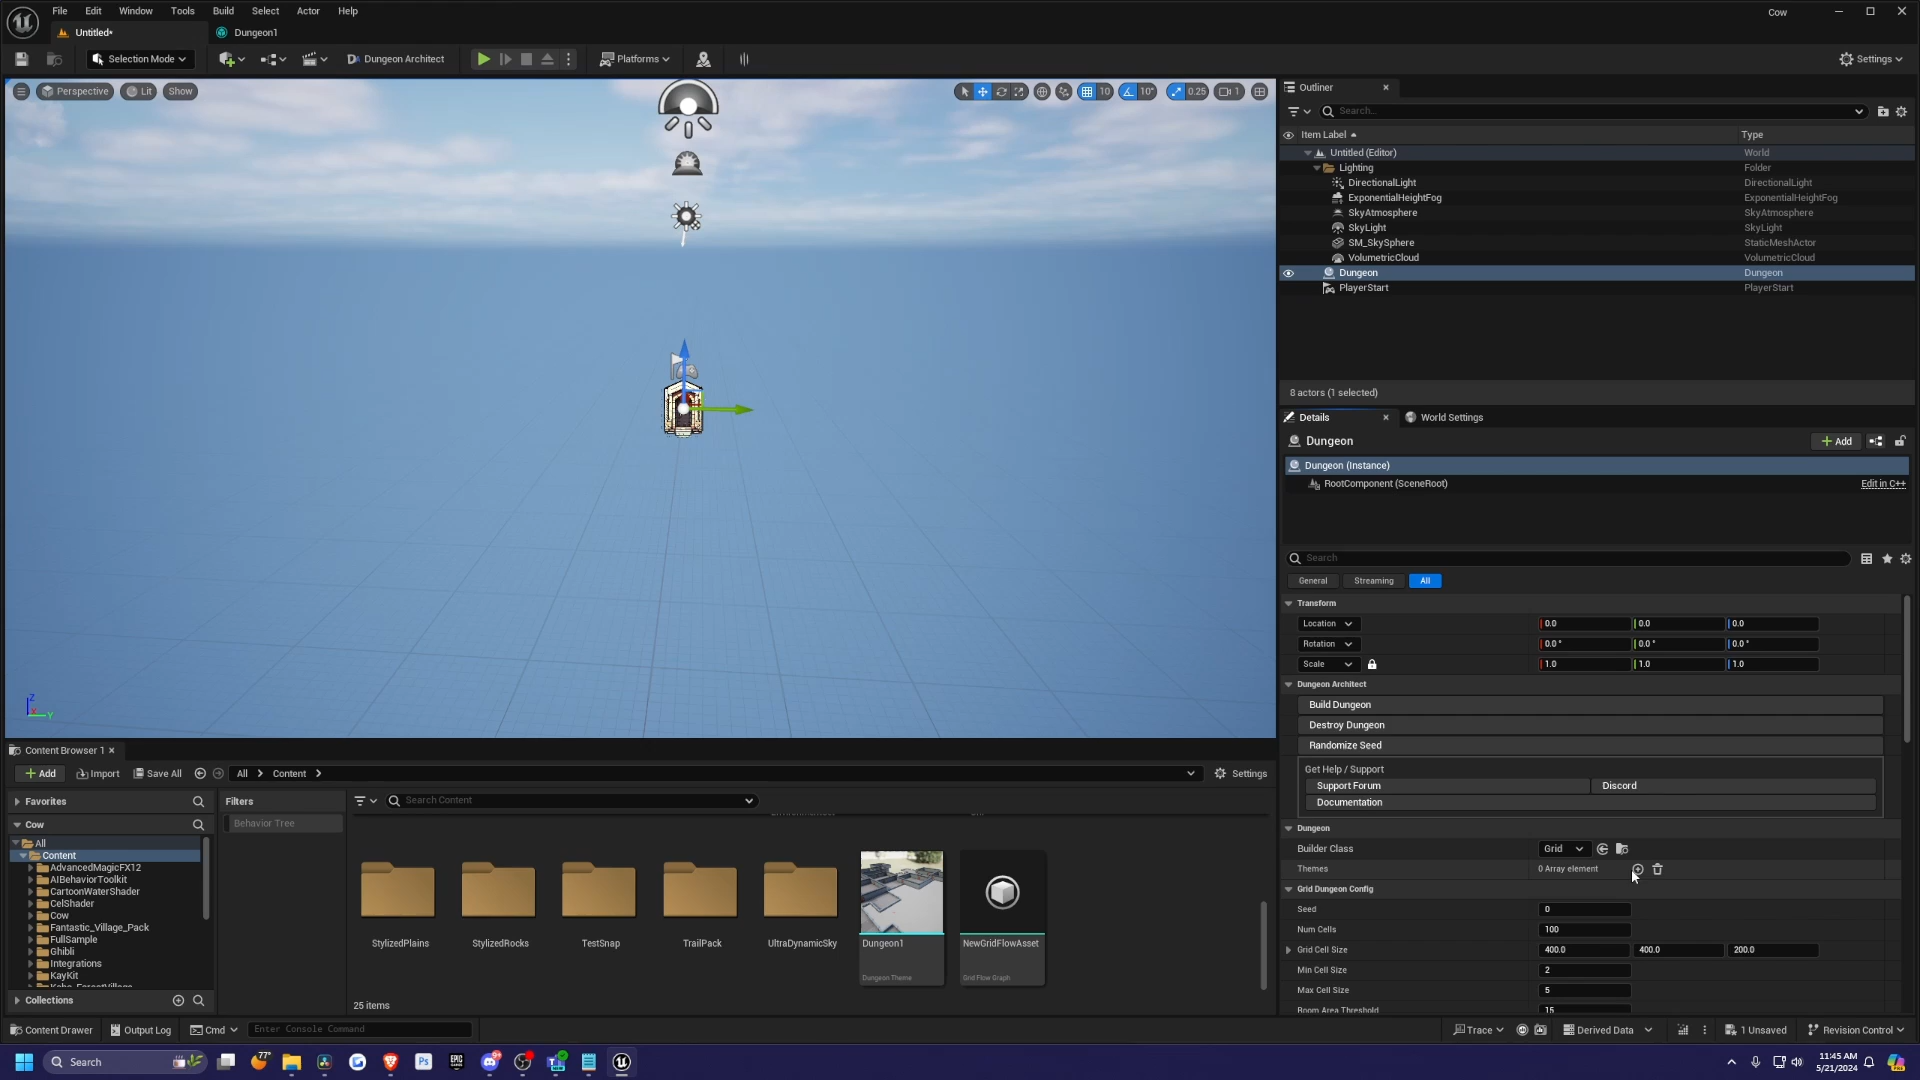 File Edit Window Tools Build Select Actor Help
Cow
Untitled*
Dungeon1
Selection Mode
Dungeon Architect
Platforms
Settings
Perspective
Lit
Show
10
10°
0.25
1
Outliner
Search...
Item Label
Type
Untitled (Editor)
World
Lighting
Folder
DirectionalLight
DirectionalLight
ExponentialHeightFog
ExponentialHeightFog
SkyAtmosphere
SkyAtmosphere
SkyLight
SkyLight
SM_SkySphere
StaticMeshActor
VolumetricCloud
VolumetricCloud
Dungeon
Dungeon
PlayerStart
PlayerStart
8 actors (1 selected)
Details
World Settings
Dungeon
Add
Dungeon (Instance)
RootComponent (SceneRoot)
Edit in C++
Search
General
Streaming
All
Transform
Location
0.0
0.0
0.0
Rotation
0.0 °
0.0 °
0.0 °
Scale
1.0
1.0
1.0
Dungeon Architect
Build Dungeon
Destroy Dungeon
Randomize Seed
Get Help / Support
Support Forum
Discord
Documentation
Dungeon
Builder Class
Grid
Themes
0 Array element
Grid Dungeon Config
Seed
0
Num Cells
100
Grid Cell Size
400.0
400.0
200.0
Min Cell Size
2
Max Cell Size
5
Room Area Threshold
15
Z
X
Y
Content Browser 1
Add
Import
Save All
All
Content
Settings
Favorites
Cow
All
Content
AdvancedMagicFX12
AIBehaviorToolkit
CartoonWaterShader
CelShader
Cow
Fantastic_Village_Pack
FullSample
Ghibli
Integrations
KayKit
Collections
Filters
Behavior Tree
Search Content
StylizedPlains
StylizedRocks
TestSnap
TrailPack
UltraDynamicSky
Dungeon1
Dungeon Theme
NewGridFlowAsset
Grid Flow Graph
25 items
Content Drawer
Output Log
Cmd
Enter Console Command
Trace
Derived Data
1 Unsaved
Revision Control
Search
77°
Ps
EPIC
GAMES
11:45 AM
5/21/2024